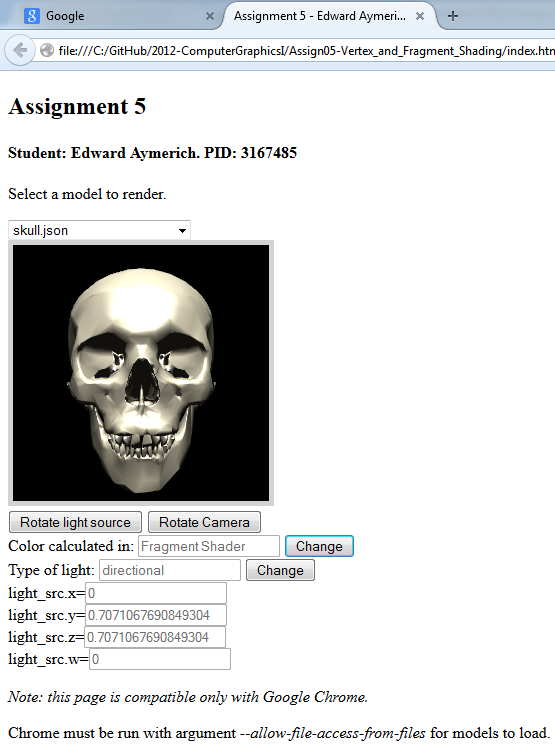 Google
Assignment 5 - Edward Aymeri...
file:///C:/GitHub/2012-ComputerGraphicsI/Assign05-Vertex_and_Fragment_Shading/index.htm
Assignment 5
Student: Edward Aymerich. PID: 3167485
Select a model to render.
skull.json
Rotate light source Rotate Camera
Color calculated in: Fragment Shader Change
Type of light: directional Change
light_src.x=0
light_src.y=0.7071067690849304
light_src.z=0.7071067690849304
light_src.w=0
Note: this page is compatible only with Google Chrome.
Chrome must be run with argument --allow-file-access-from-files for models to load.